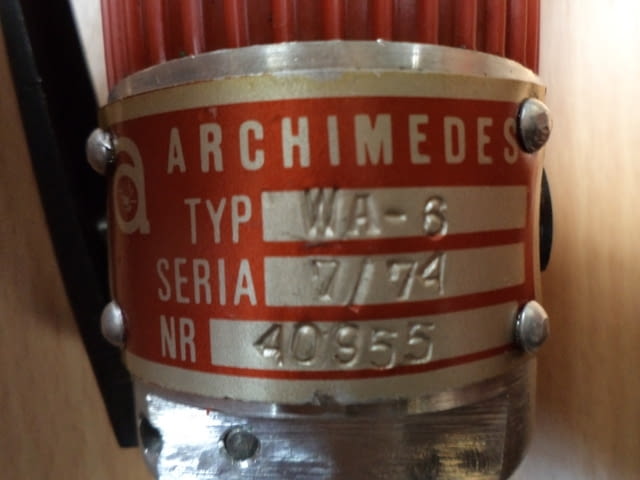 a ARCHIMEDES
TYP WA-6
SERIA 7/74
NR 40955